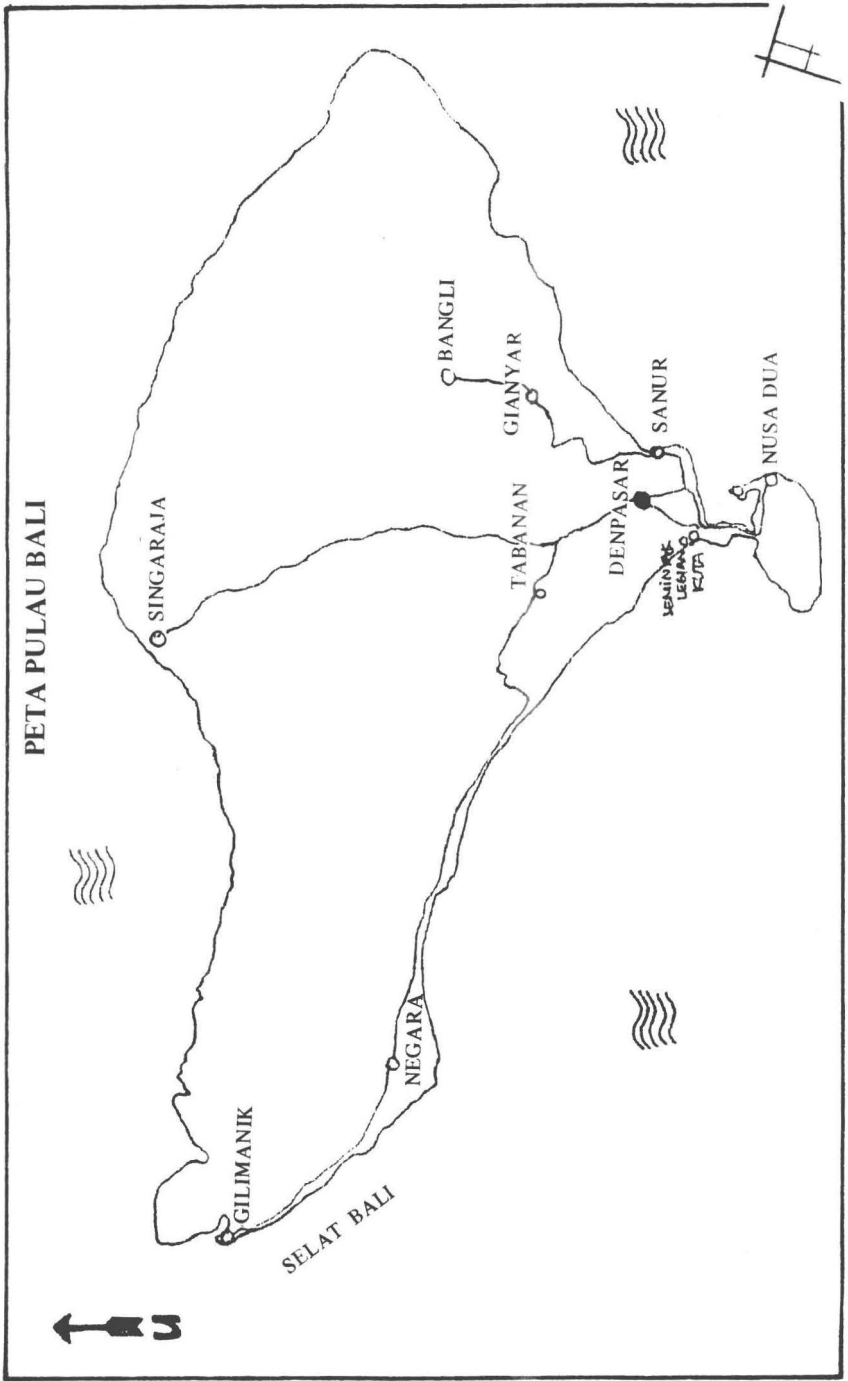 PETA PULAU BALI
U
SINGARAJA
GILIMANIK
NEGARA
SELAT BALI
BANGLI
GIANYAR
TABANAN
DENPASAR
SANUR
SEMINYAK
LEGIAN
KUTA
NUSA DUA